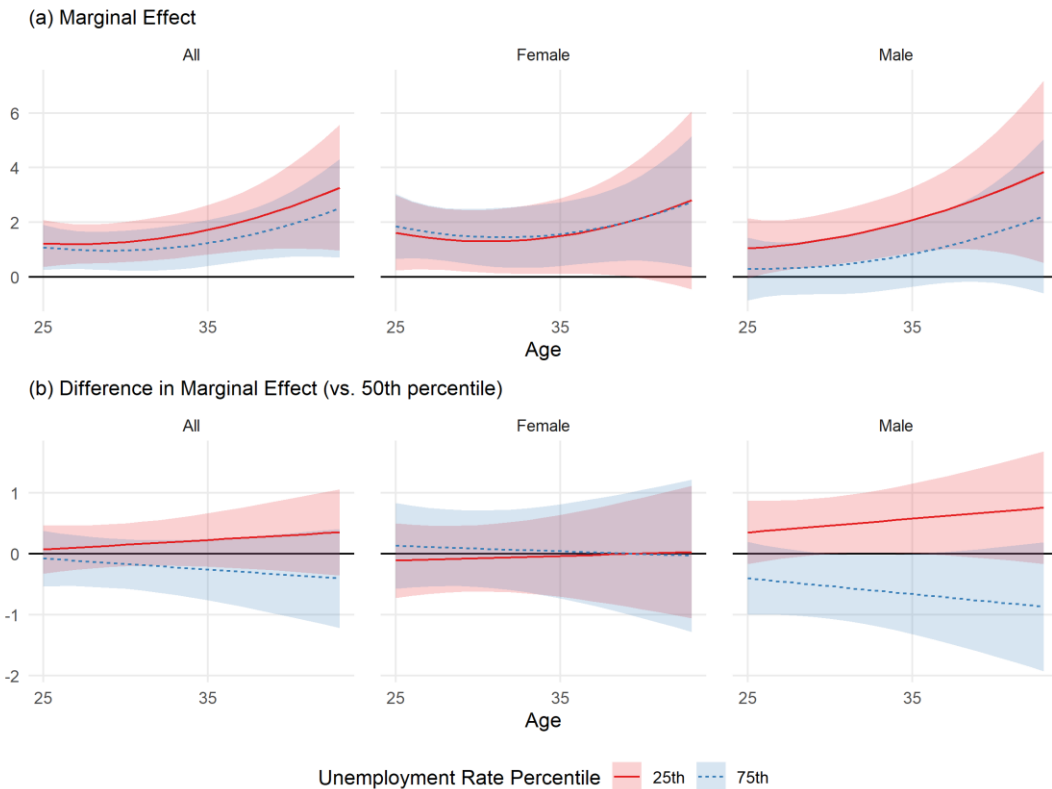 (a) Marginal Effect
All Female Male
6
4
2
0
25 35 25 35 25 35
Age
(b) Difference in Marginal Effect (vs. 50th percentile)
All Female Male
1
0
-1
-2
25 35 25 35 25 35
Age
Unemployment Rate Percentile 25th 75th